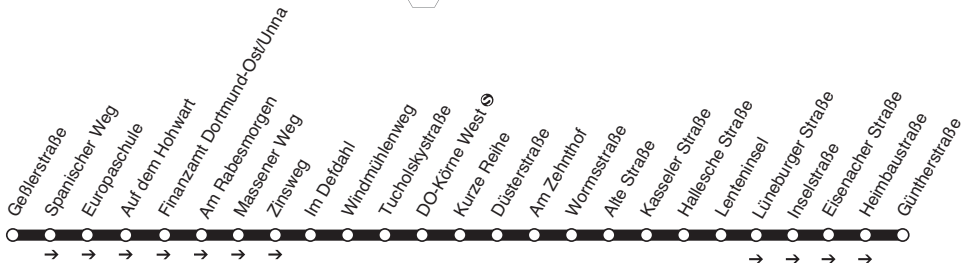 Geßlerstraße
Spanischer Weg
Europaschule
Auf dem Hohwart
Finanzamt Dortmund-Ost/Unna
Am Rabesmorgen
Massener Weg
Zinsweg
Im Defdahl
Windmühlenweg
Tucholskystraße
DO-Körne West S
Kurze Reihe
Düsterstraße
Am Zehnthof
Wormsstraße
Alte Straße
Kasseler Straße
Hallesche Straße
Lenteninsel
Lüneburger Straße
Inselstraße
Eisenacher Straße
Heimbaustraße
Güntherstraße